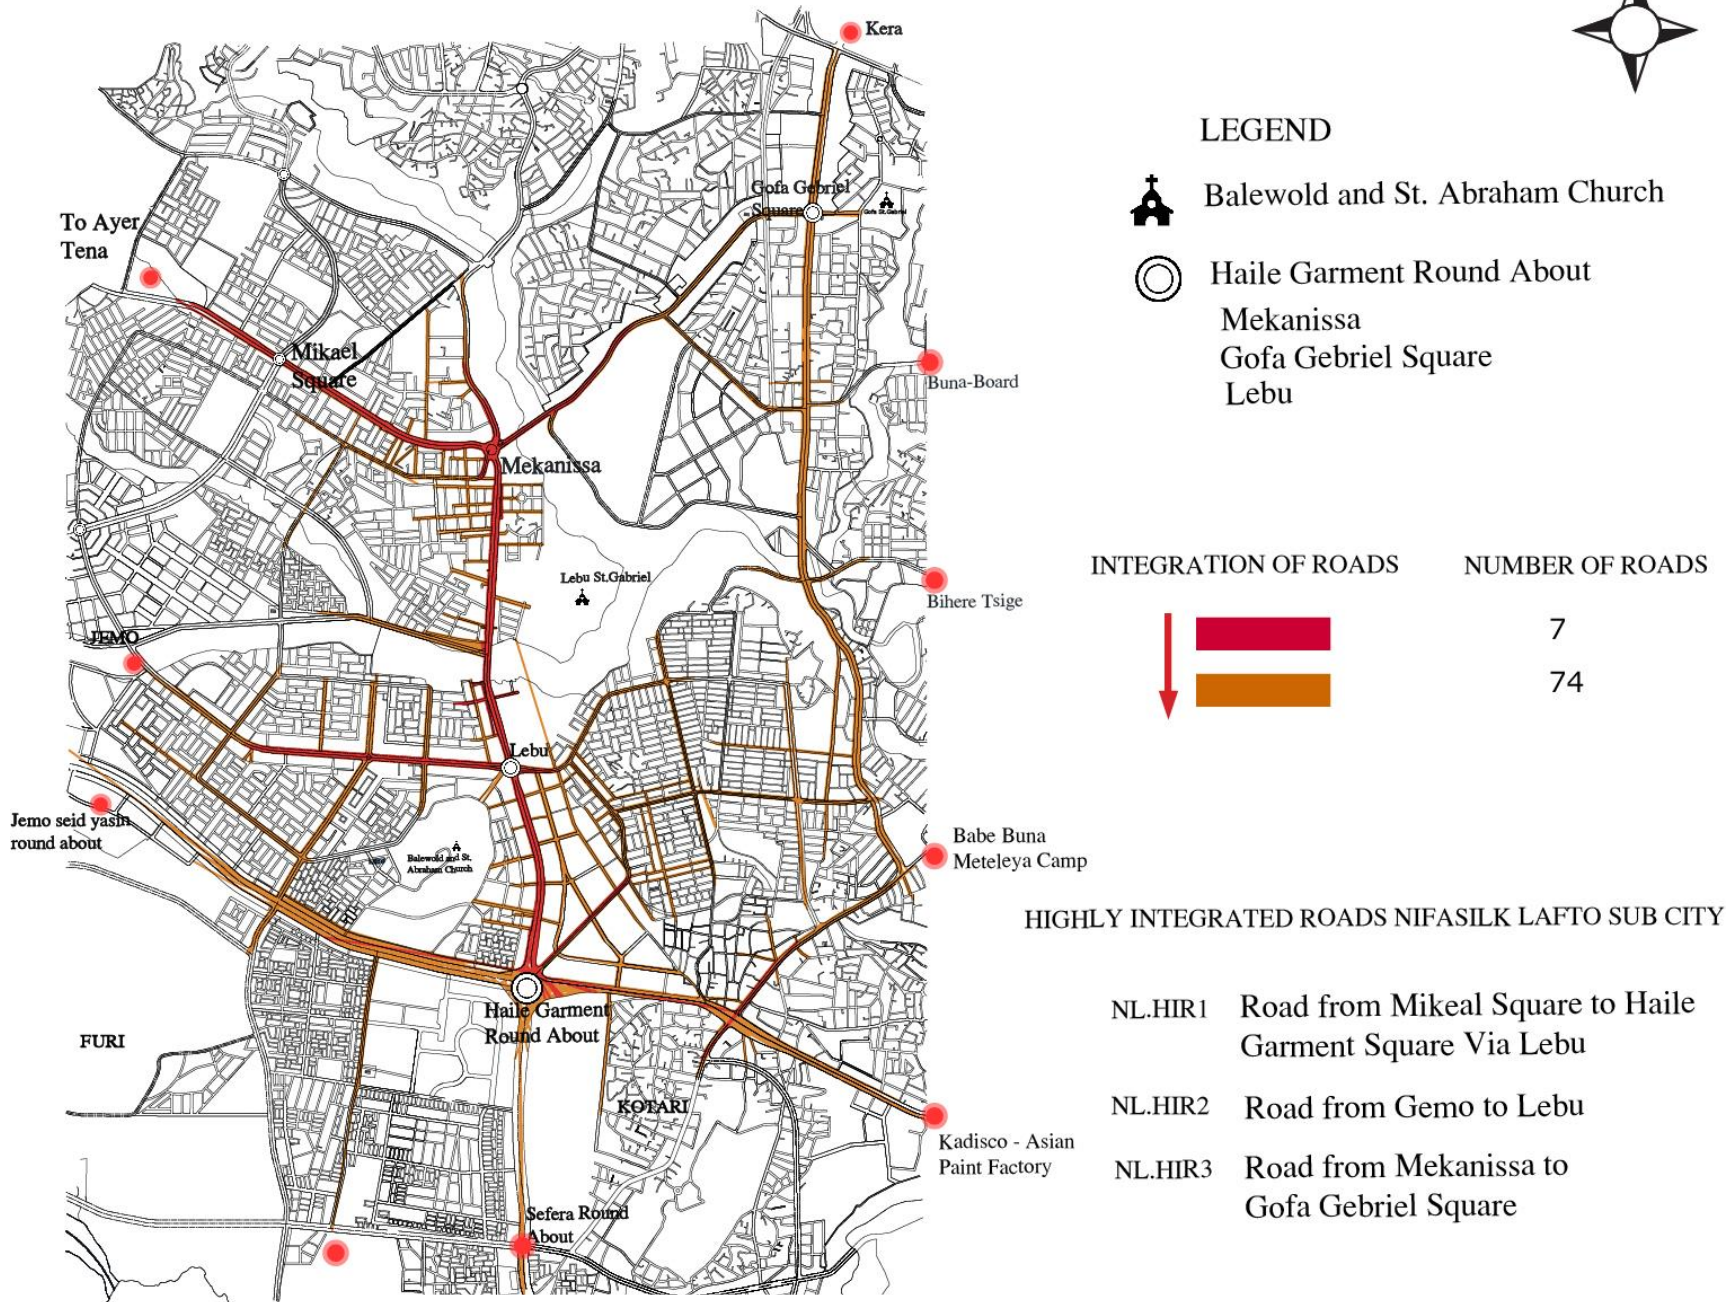 Kera
Gofa Gebriel
Square
Gofa St.Gabriel
To Ayer
Tena
Mikael
Square
Buna-Board
Mekanissa
Lebu St.Gabriel
Bihere Tsige
JEMO
Lebu
Jemo seid yasin
round about
Balewold and St.
Abraham Church
Babe Buna
Meteleya Camp
Haile Garment
Round About
FURI
KOTARI
Kadisco - Asian
Paint Factory
Sefera Round
About
LEGEND
Balewold and St. Abraham Church
Haile Garment Round About
Mekanissa
Gofa Gebriel Square
Lebu
INTEGRATION OF ROADS NUMBER OF ROADS
7
74
HIGHLY INTEGRATED ROADS NIFASILK LAFTO SUB CITY
NL.HIR1 Road from Mikeal Square to Haile
Garment Square Via Lebu
NL.HIR2 Road from Gemo to Lebu
NL.HIR3 Road from Mekanissa to
Gofa Gebriel Square